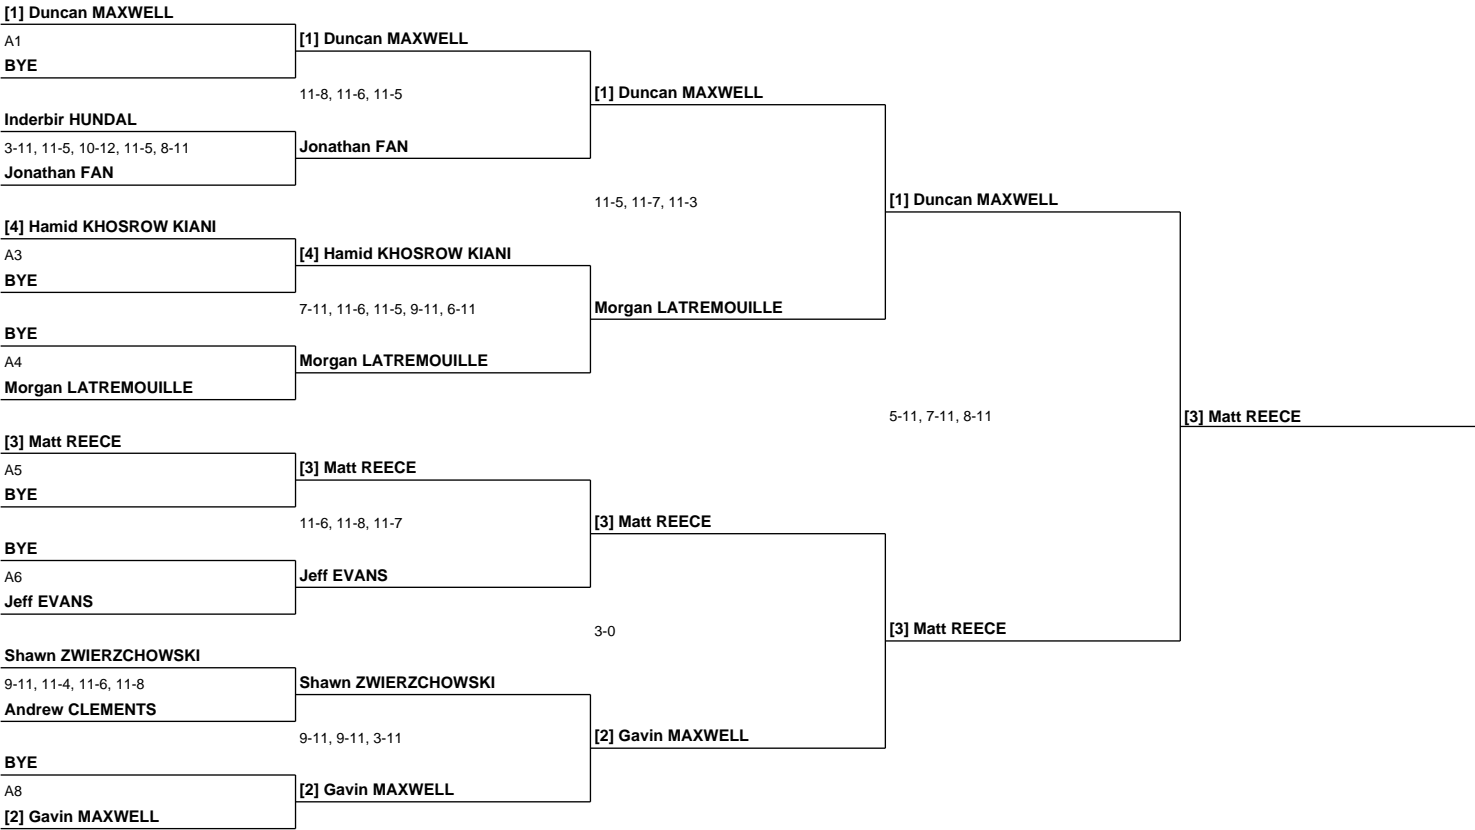 [1] Duncan MAXWELL
A1
BYE
Inderbir HUNDAL
3-11, 11-5, 10-12, 11-5, 8-11
Jonathan FAN
[4] Hamid KHOSROW KIANI
A3
BYE
BYE
A4
Morgan LATREMOUILLE
[3] Matt REECE
A5
BYE
BYE
A6
Jeff EVANS
Shawn ZWIERZCHOWSKI
9-11, 11-4, 11-6, 11-8
Andrew CLEMENTS
BYE
A8
[2] Gavin MAXWELL
[1] Duncan MAXWELL
11-8, 11-6, 11-5
Jonathan FAN
[4] Hamid KHOSROW KIANI
7-11, 11-6, 11-5, 9-11, 6-11
Morgan LATREMOUILLE
[3] Matt REECE
11-6, 11-8, 11-7
Jeff EVANS
Shawn ZWIERZCHOWSKI
9-11, 9-11, 3-11
[2] Gavin MAXWELL
[1] Duncan MAXWELL
11-5, 11-7, 11-3
Morgan LATREMOUILLE
[3] Matt REECE
3-0
[2] Gavin MAXWELL
[1] Duncan MAXWELL
5-11, 7-11, 8-11
[3] Matt REECE
[3] Matt REECE